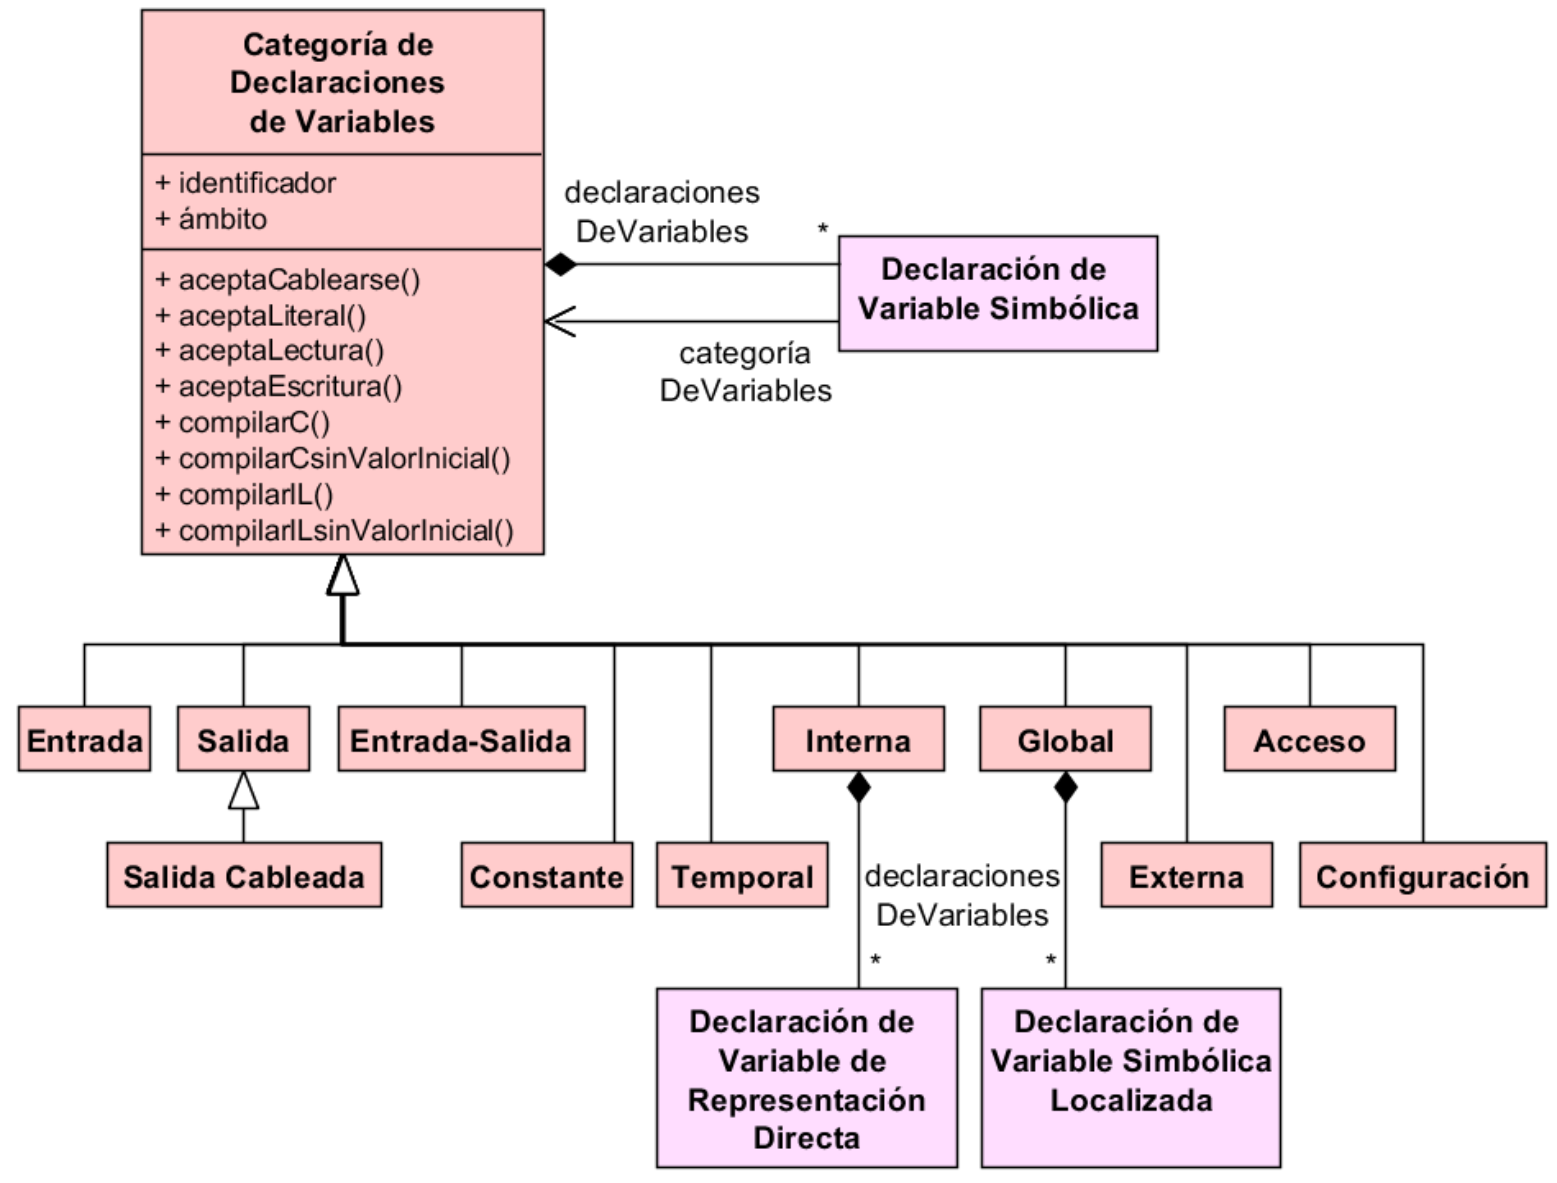 Categoría de
Declaraciones
de Variables
+ identificador
+ ámbito
+ aceptaCablearse()
+ aceptaLiteral()
+ aceptaLectura()
+ aceptaEscritura()
+ compilarC()
+ compilarCsinValorInicial()
+ compilarIL()
+ compilarILsinValorInicial()
declaraciones
DeVariables
*
Declaración de
Variable Simbólica
categoría
DeVariables
Entrada
Salida
Entrada-Salida
Interna
Global
Acceso
Salida Cableada
Constante
Temporal
declaraciones
DeVariables
Externa
Configuración
*
*
Declaración de
Variable de
Representación
Directa
Declaración de
Variable Simbólica
Localizada